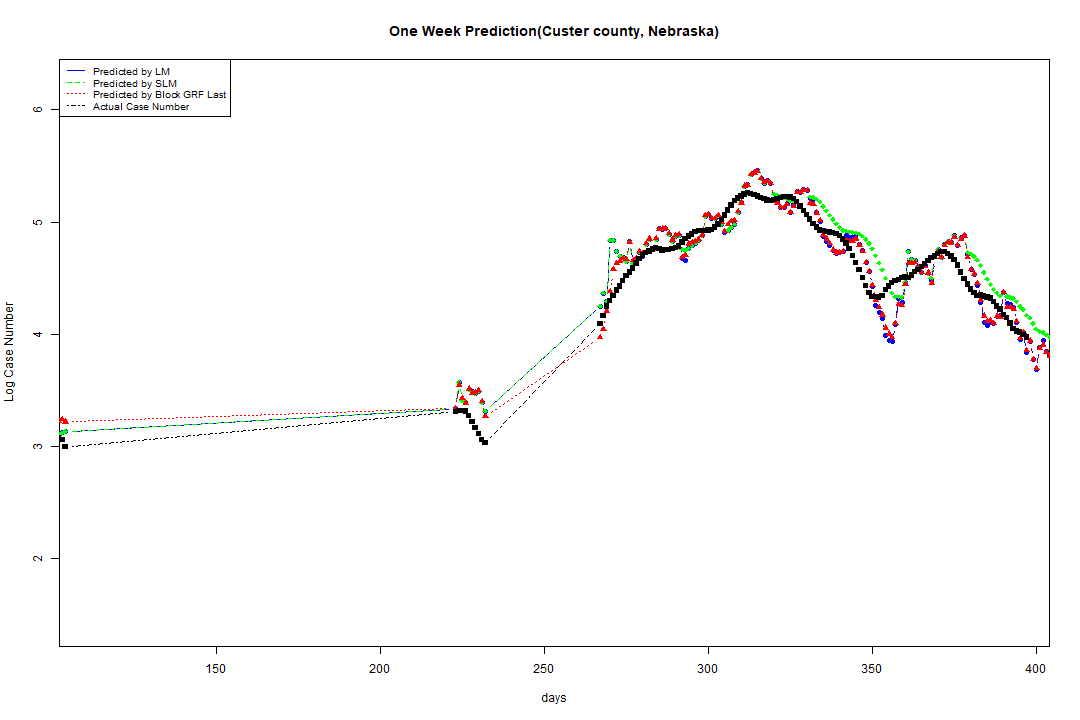 One Week Prediction(Custer county, Nebraska)
Predicted by LM
Predicted by SLM
Predicted by Block GRF Last
Actual Case Number
6
5
4
3
2
Log Case Number
150 200 250 300 350 400
days